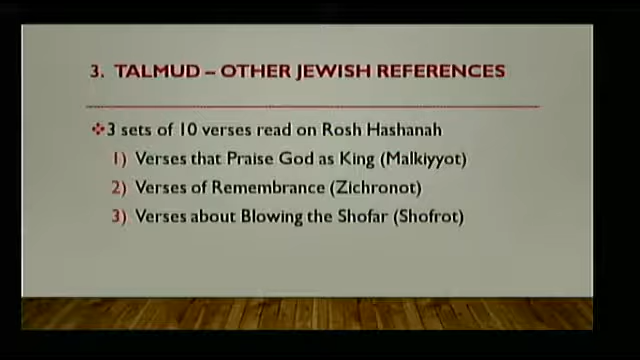 3. TALMUD – OTHER JEWISH REFERENCES
❖3 sets of 10 verses read on Rosh Hashanah
1) Verses that Praise God as King (Malkiyyot)
2) Verses of Remembrance (Zichronot)
3) Verses about Blowing the Shofar (Shofrot)